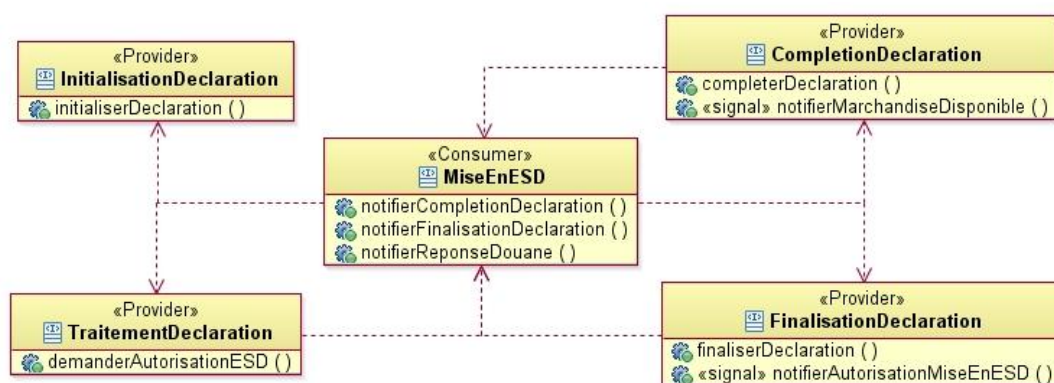 «Provider»
InitialisationDeclaration
initialiserDeclaration ( )
«Provider»
CompletionDeclaration
completerDeclaration ( )
«signal» notifierMarchandiseDisponible ( )
«Consumer»
MiseEnESD
notifierCompletionDeclaration ( )
notifierFinalisationDeclaration ( )
notifierReponseDouane ( )
«Provider»
TraitementDeclaration
demanderAutorisationESD ( )
«Provider»
FinalisationDeclaration
finaliserDeclaration ( )
«signal» notifierAutorisationMiseEnESD ( )